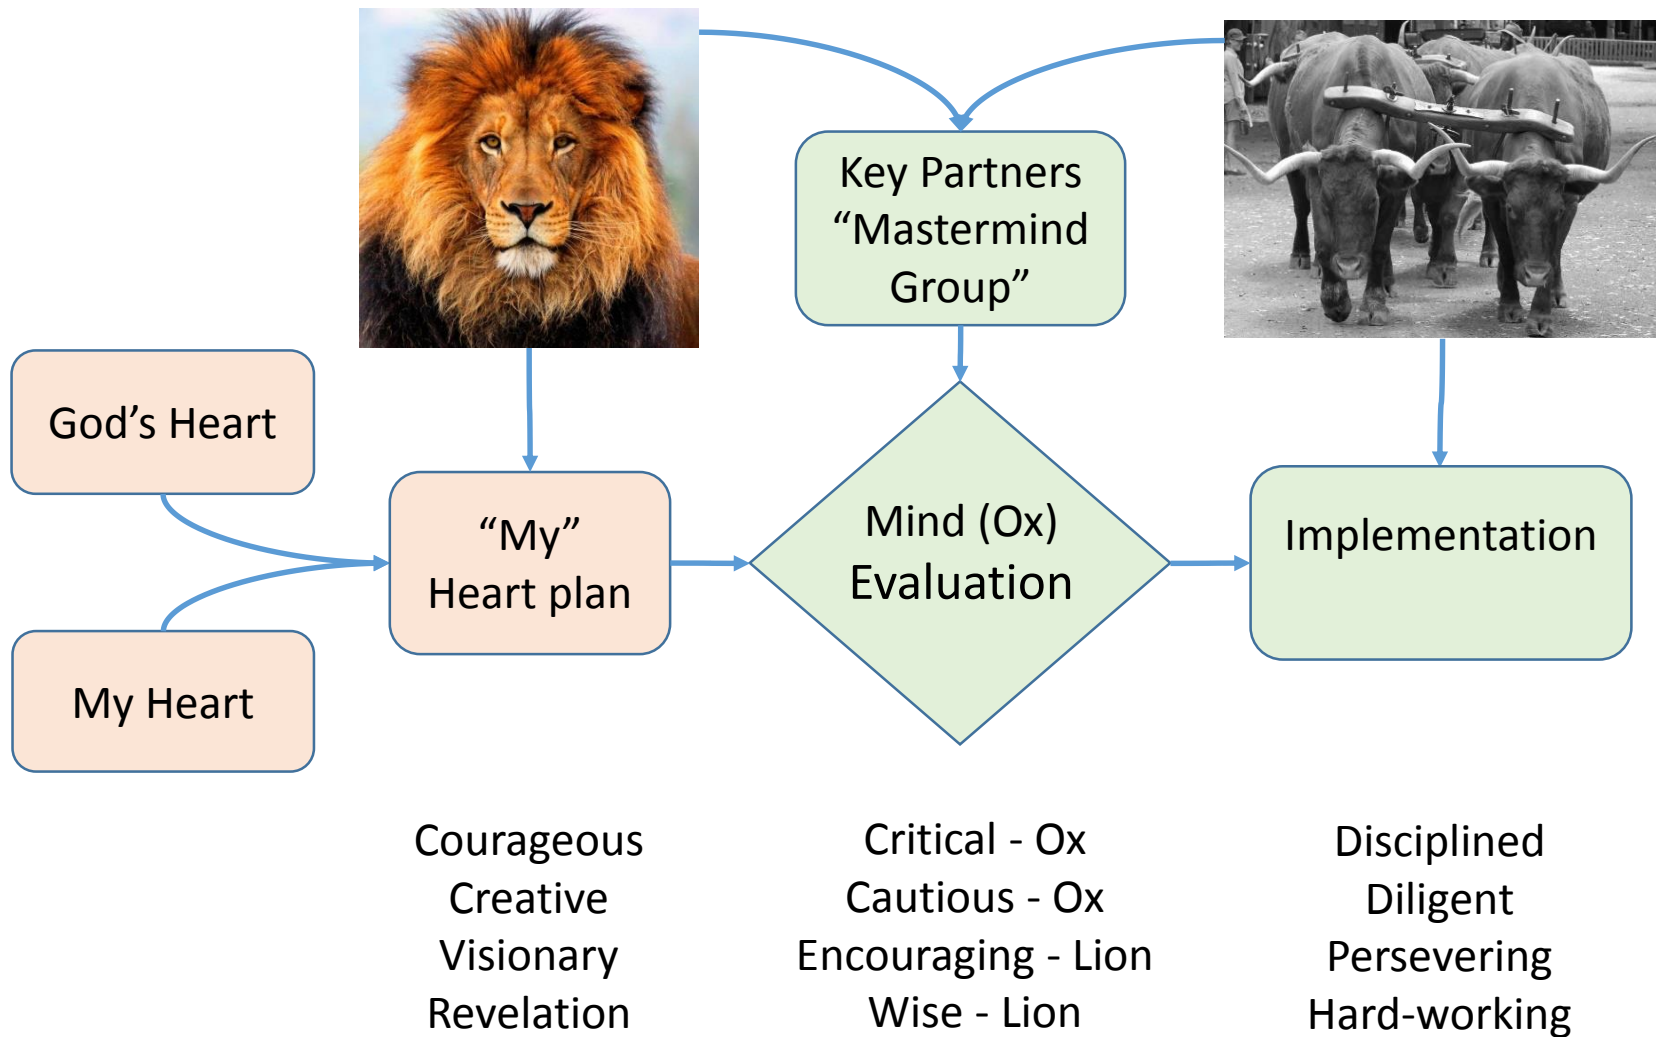 Key Partners
“Mastermind
Group”
God’s Heart
“My”
Heart plan
Mind (Ox)
Evaluation
Implementation
My Heart
Courageous
Creative
Visionary
Revelation
Critical - Ox
Cautious - Ox
Encouraging - Lion
Wise - Lion
Disciplined
Diligent
Persevering
Hard-working